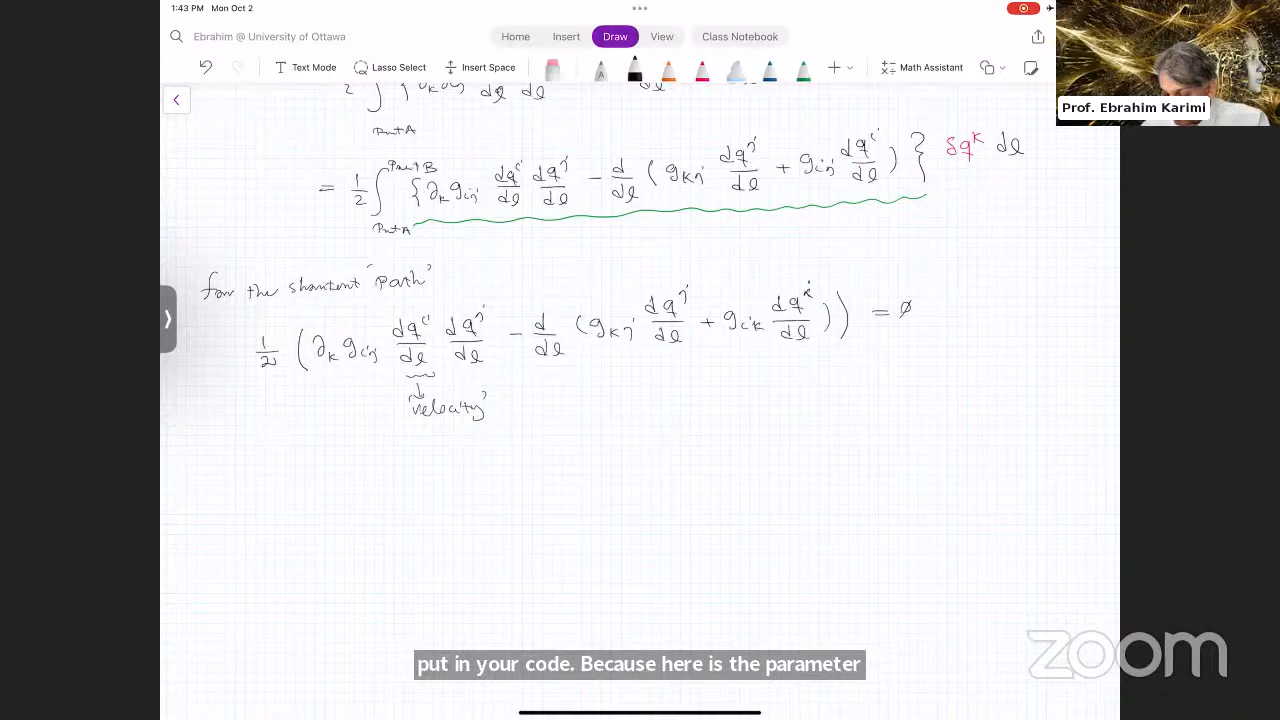 1:43 PM Mon Oct 2
Ebrahim @ University of Ottawa
Home Insert Draw View Class Notebook
Text Mode Lasso Select Insert Space Math Assistant
Prof. Ebrahim Karimi
= 1/2 ∫ {∂k gij dq^i/dl dq^j/dl − d/dl (gkj dq^j/dl + gij dq^i/dl)} δq^k dl
Point B
Point A
for the shortest "Path"
1/2 (∂k gij dq^i/dl dq^j/dl − d/dl (gkj dq^j/dl + gik dq^i/dl)) = ∅
"velocity"
put in your code. Because here is the parameter
zoom